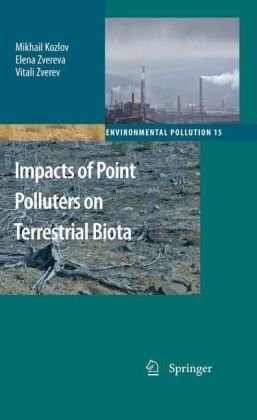 Mikhail Kozlov
Elena Zvereva
Vitali Zverev
ENVIRONMENTAL POLLUTION 15
Impacts of Point
Polluters on
Terrestrial Biota
Springer